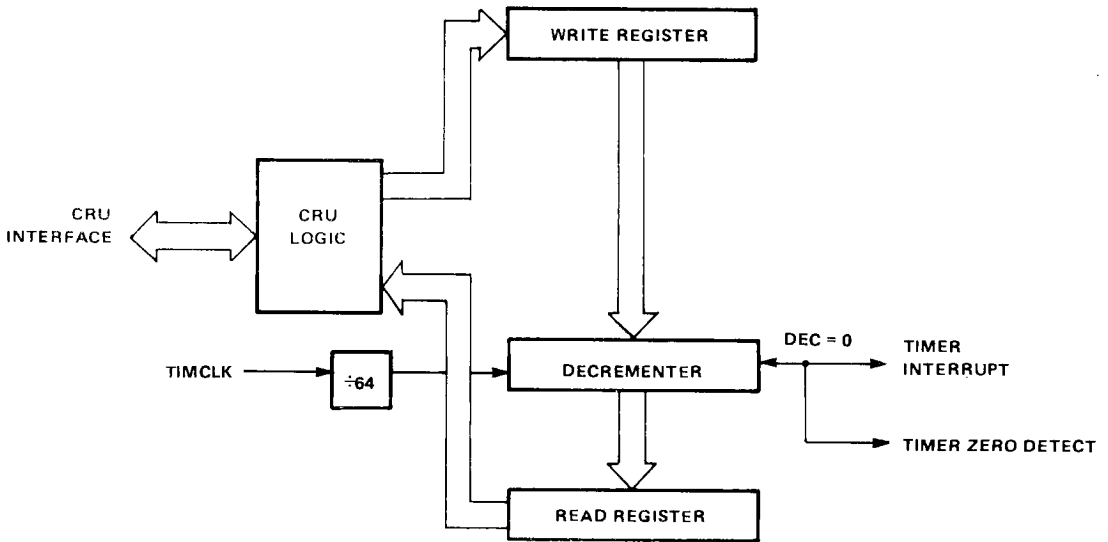 WRITE REGISTER
CRU
INTERFACE
CRU
LOGIC
DEC = 0
TIMCLK
÷64
DECREMENTER
TIMER
INTERRUPT
TIMER ZERO DETECT
READ REGISTER